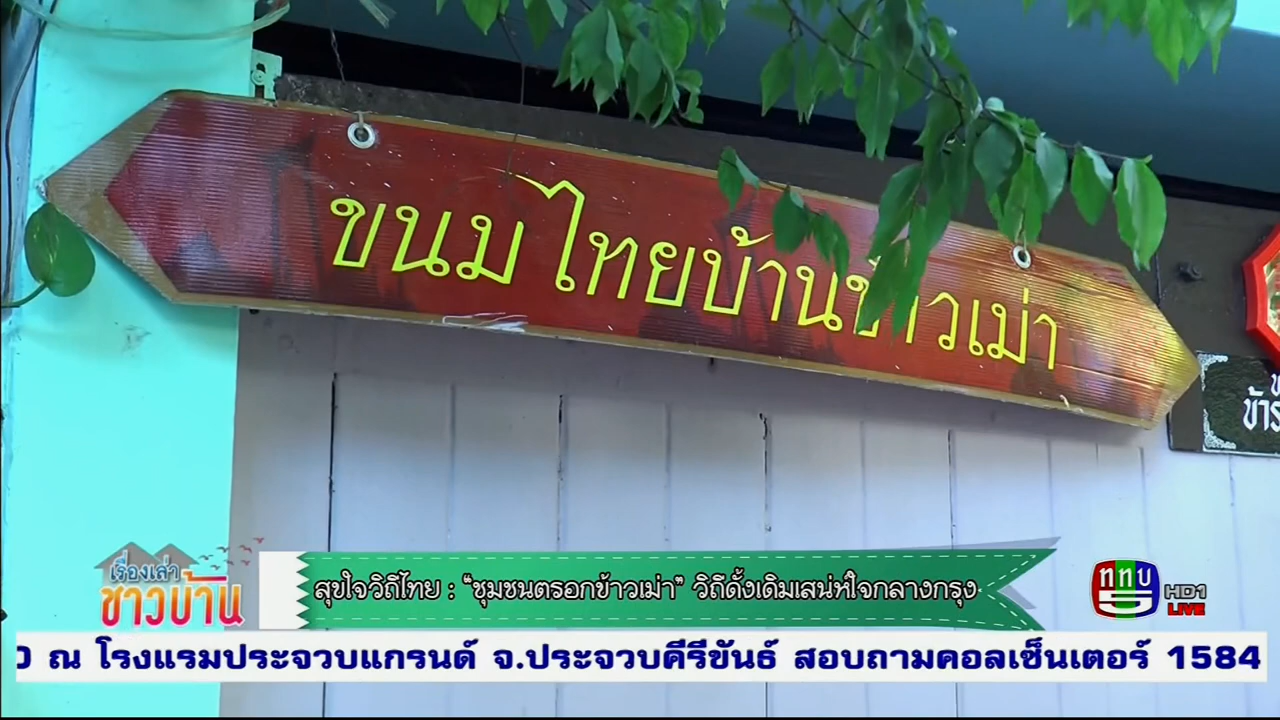 ขนมไทยบ้านข้าวเม่า
เรื่องเล่า
ชาวบ้าน
สุขใจวิถีไทย : “ชุมชนตรอกข้าวเม่า” วิถีดั้งเดิมเสน่ห์ใจกลางกรุง
ททบ
HD1
LIVE
ณ โรงแรมประจวบแกรนด์ จ.ประจวบคีรีขันธ์ สอบถามคอลเซ็นเตอร์ 1584